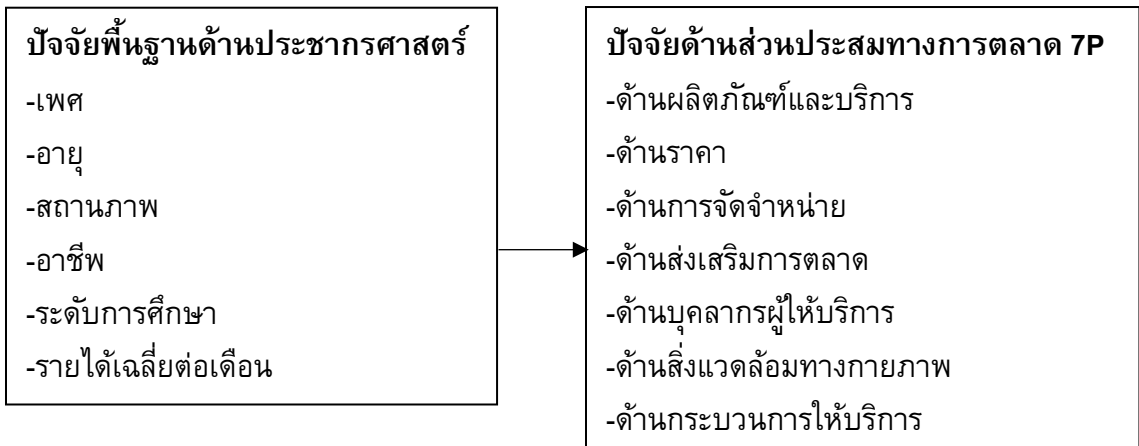 ปัจจัยพื้นฐานด้านประชากรศาสตร์
-เพศ
-อายุ
-สถานภาพ
-อาชีพ
-ระดับการศึกษา
-รายได้เฉลี่ยต่อเดือน
ปัจจัยด้านส่วนประสมทางการตลาด 7P
-ด้านผลิตภัณฑ์และบริการ
-ด้านราคา
-ด้านการจัดจำหน่าย
-ด้านส่งเสริมการตลาด
-ด้านบุคลากรผู้ให้บริการ
-ด้านสิ่งแวดล้อมทางกายภาพ
-ด้านกระบวนการให้บริการ